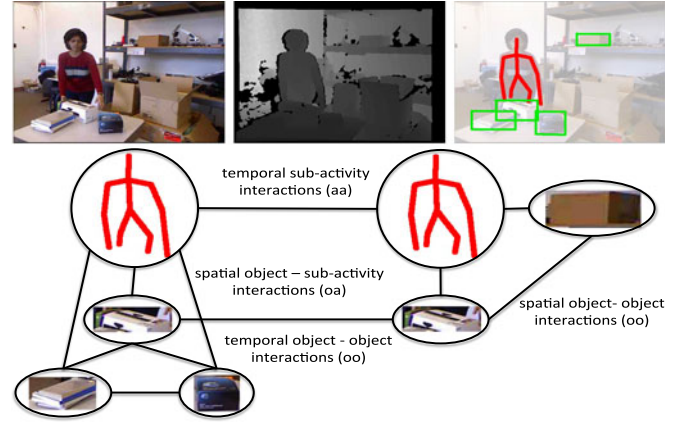 temporal sub-activity
interactions (aa)
spatial object – sub-activity
interactions (oa)
spatial object- object
interactions (oo)
temporal object - object
interactions (oo)